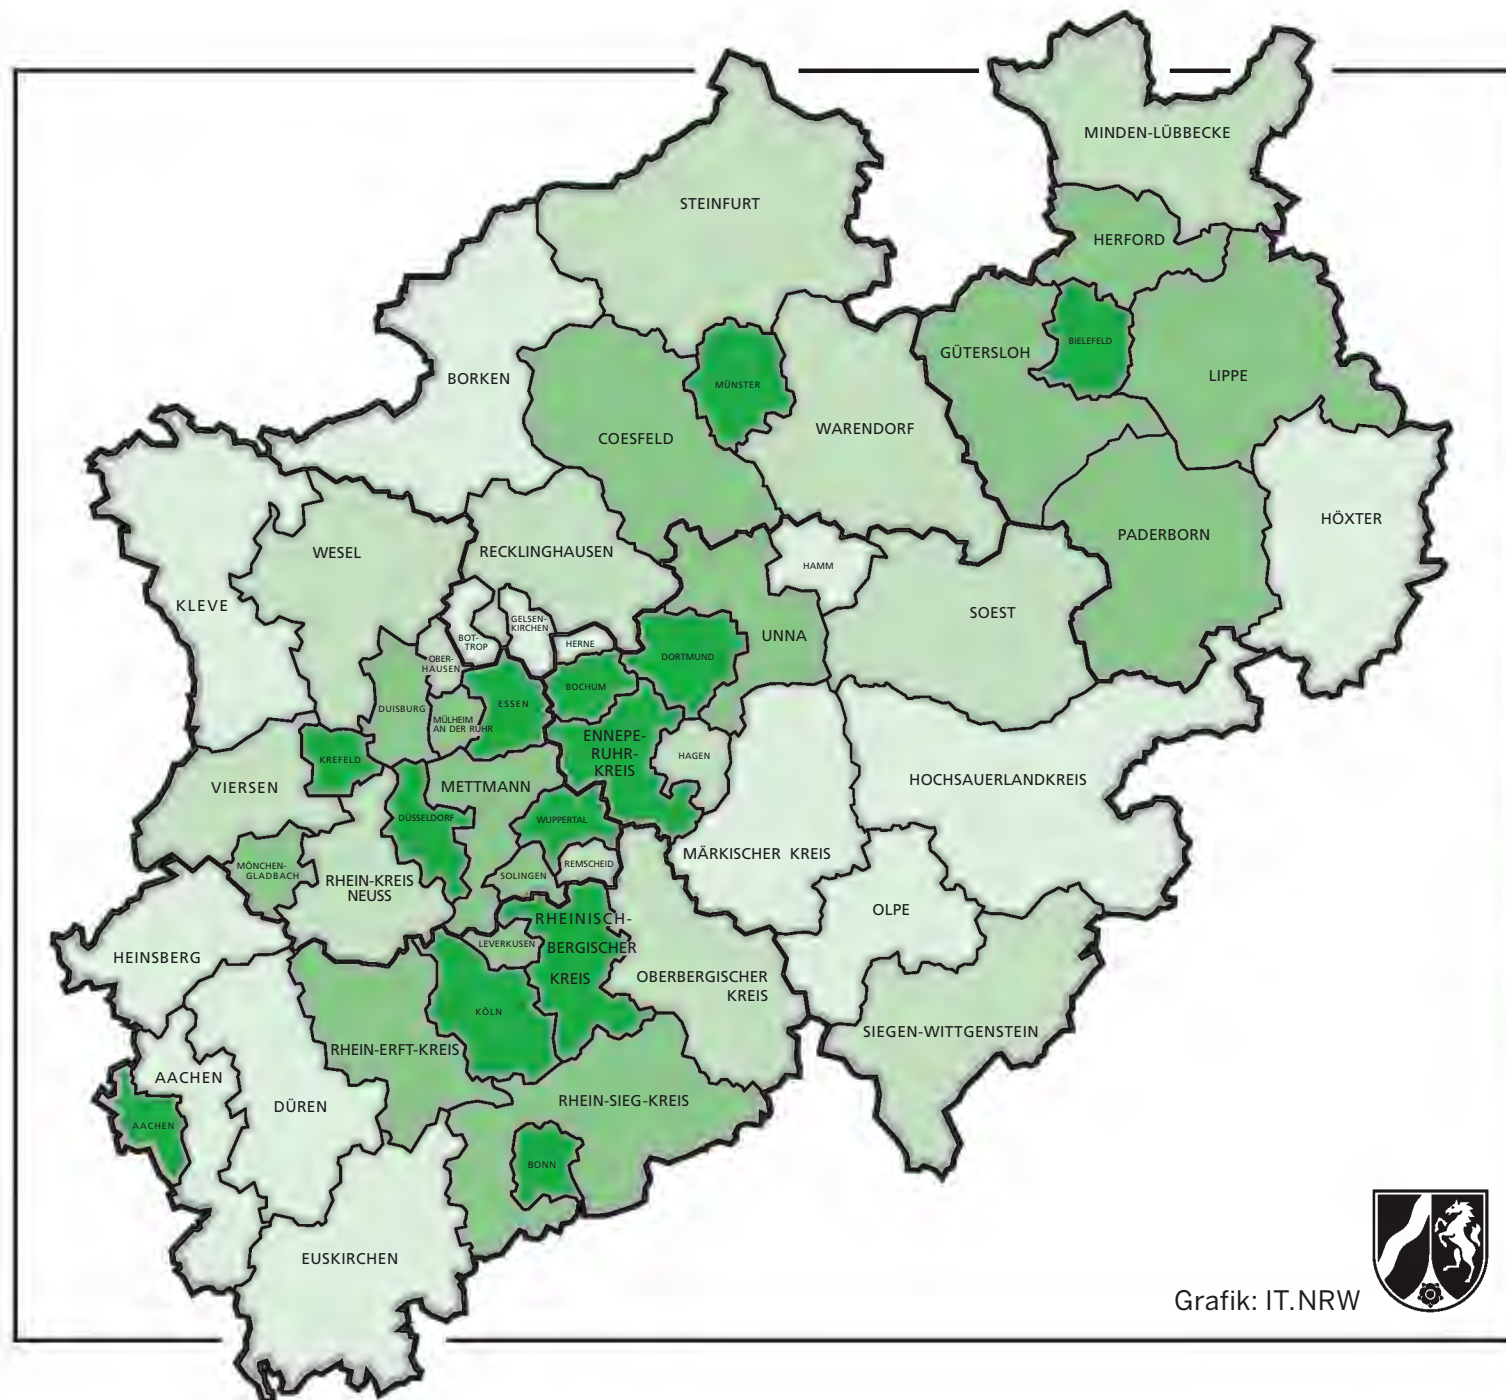 MINDEN-LÜBBECKE
STEINFURT
HERFORD
BIELEFELD
GÜTERSLOH
LIPPE
BORKEN
MÜNSTER
COESFELD
WARENDORF
HÖXTER
PADERBORN
WESEL
RECKLINGHAUSEN
HAMM
KLEVE
SOEST
GELSEN-
KIRCHEN
BOT-
TROP
HERNE
UNNA
OBER-
HAUSEN
DORTMUND
BOCHUM
DUISBURG
ESSEN
MÜLHEIM
AN DER RUHR
ENNEPE-
RUHR-
KREIS
HAGEN
KREFELD
VIERSEN
METTMANN
HOCHSAUERLANDKREIS
DÜSSELDORF
WUPPERTAL
MÄRKISCHER KREIS
MÖNCHEN-
GLADBACH
REMSCHEID
SOLINGEN
RHEIN-KREIS
NEUSS
OLPE
RHEINISCH-
BERGISCHER
KREIS
LEVERKUSEN
HEINSBERG
OBERBERGISCHER
KREIS
KÖLN
SIEGEN-WITTGENSTEIN
RHEIN-ERFT-KREIS
AACHEN
DÜREN
RHEIN-SIEG-KREIS
AACHEN
BONN
EUSKIRCHEN
Grafik: IT.NRW